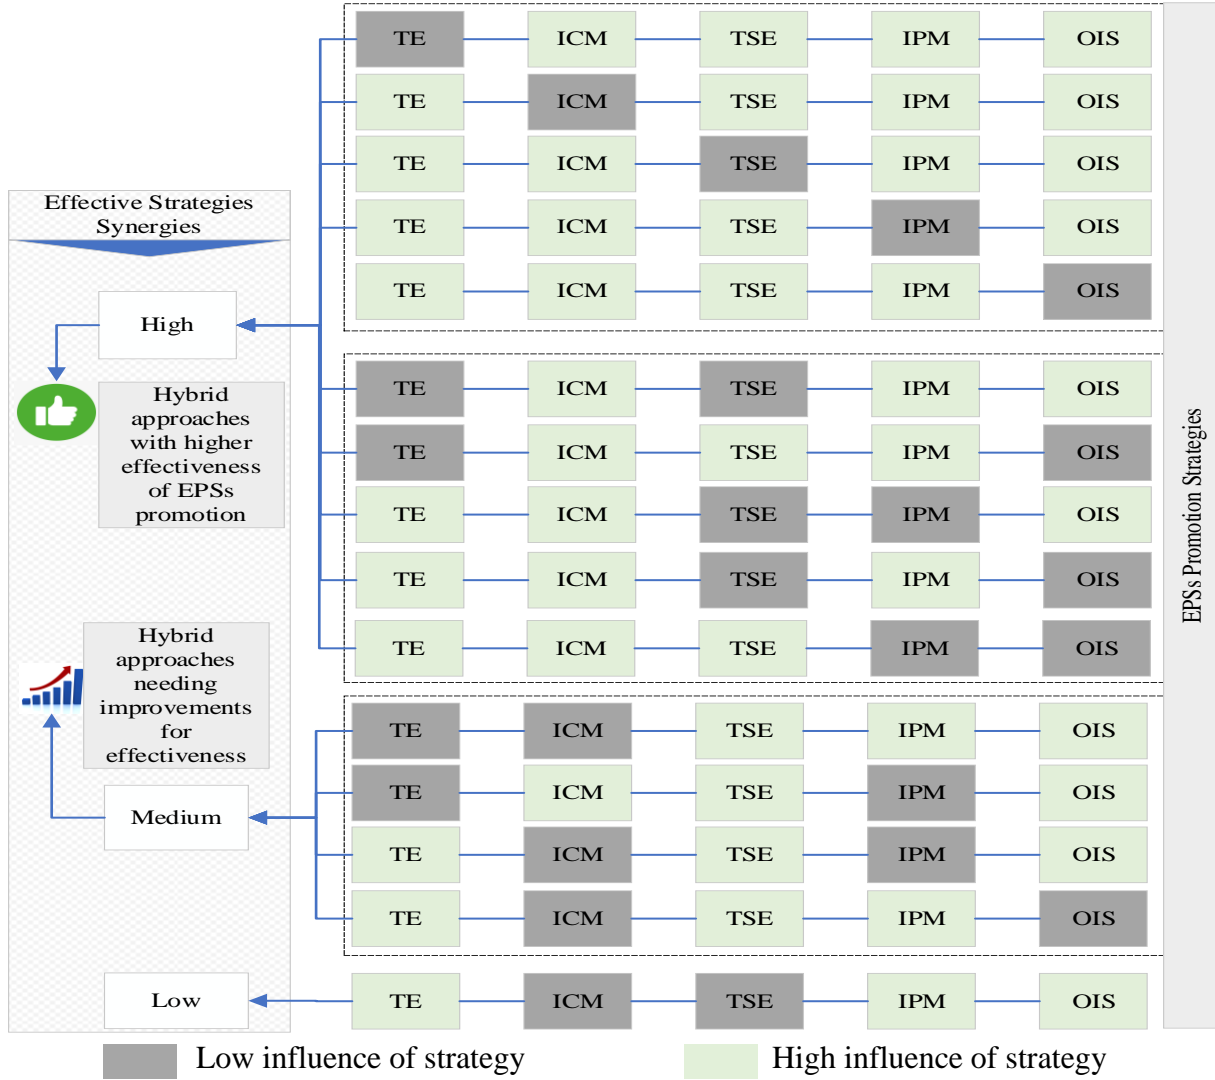 TE ICM TSE IPM OIS
TE ICM TSE IPM OIS
TE ICM TSE IPM OIS
TE ICM TSE IPM OIS
TE ICM TSE IPM OIS
Effective Strategies
Synergies
High
Hybrid
approaches
with higher
effectiveness
of EPSs
promotion
TE ICM TSE IPM OIS
TE ICM TSE IPM OIS
TE ICM TSE IPM OIS
TE ICM TSE IPM OIS
TE ICM TSE IPM OIS
Hybrid
approaches
needing
improvements
for
effectiveness
Medium
TE ICM TSE IPM OIS
TE ICM TSE IPM OIS
TE ICM TSE IPM OIS
TE ICM TSE IPM OIS
Low
TE ICM TSE IPM OIS
EPSs Promotion Strategies
Low influence of strategy
High influence of strategy